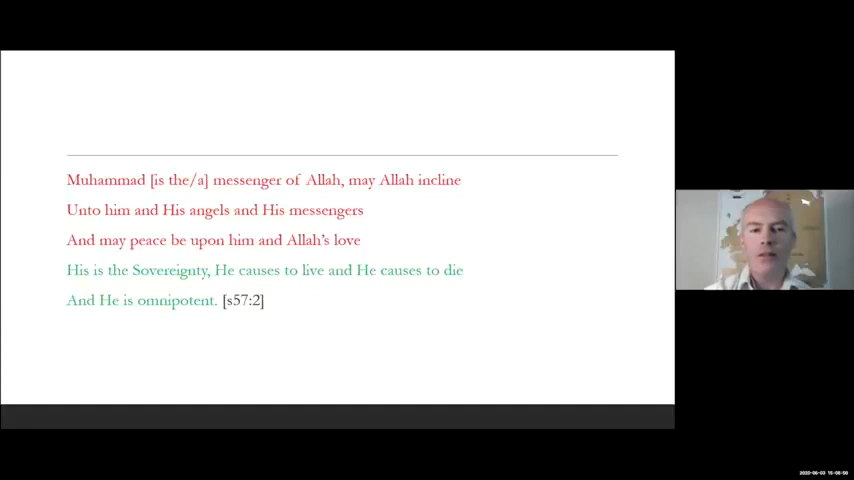 Muhammad [is the/a] messenger of Allah, may Allah incline
Unto him and His angels and His messengers
And may peace be upon him and Allah's love
His is the Sovereignty, He causes to live and He causes to die
And He is omnipotent. [s57:2]